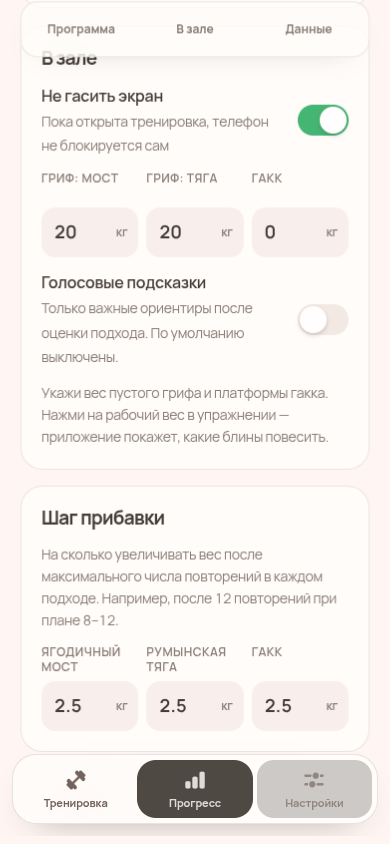 Программа
В зале
Данные
В зале
Не гасить экран
Пока открыта тренировка, телефон
не блокируется сам
ГРИФ: МОСТ
ГРИФ: ТЯГА
ГАКК
20 кг
20 кг
0 кг
Голосовые подсказки
Только важные ориентиры после
оценки подхода. По умолчанию
выключены.
Укажи вес пустого грифа и платформы гакка.
Нажми на рабочий вес в упражнении —
приложение покажет, какие блины повесить.
Шаг прибавки
На сколько увеличивать вес после
максимального числа повторений в каждом
подходе. Например, после 12 повторений при
плане 8–12.
ЯГОДИЧНЫЙ
МОСТ
РУМЫНСКАЯ
ТЯГА
ГАКК
2.5 кг
2.5 кг
2.5 кг
Тренировка
Прогресс
Настройки